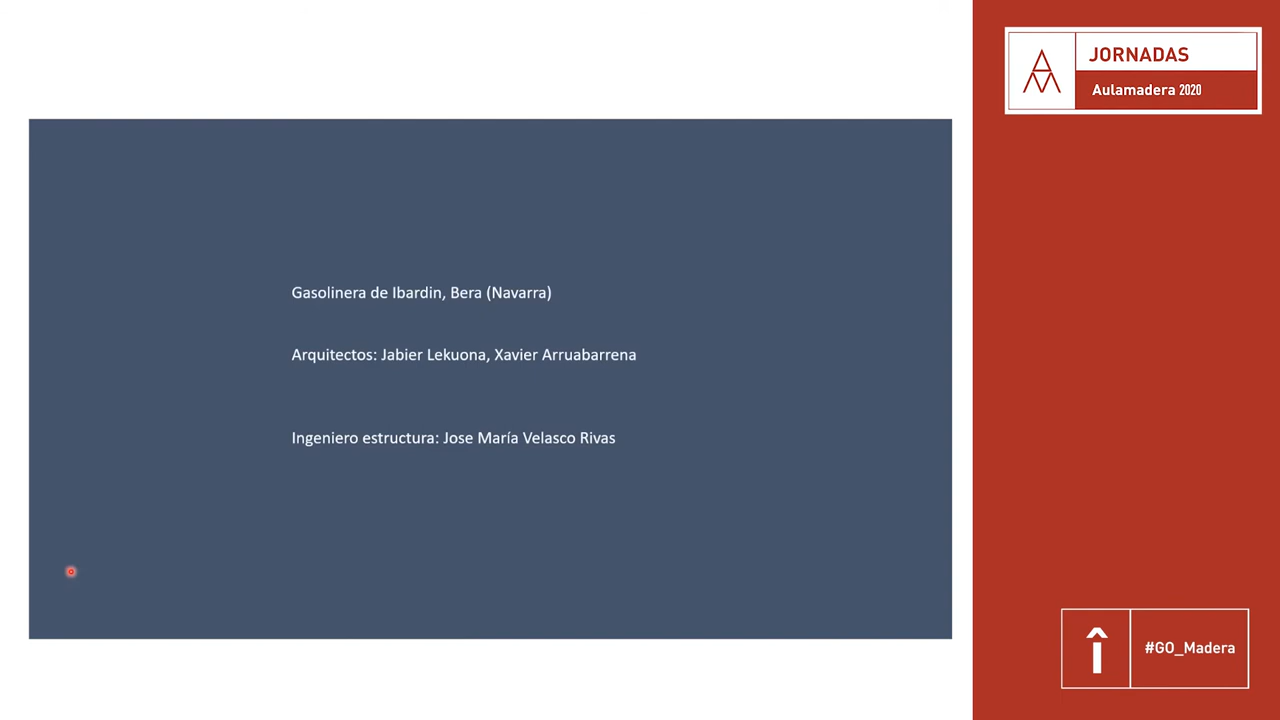 Gasolinera de Ibardin, Bera (Navarra)
Arquitectos: Jabier Lekuona, Xavier Arruabarrena
Ingeniero estructura: Jose María Velasco Rivas
JORNADAS
Aulamadera 2020
#GO_Madera